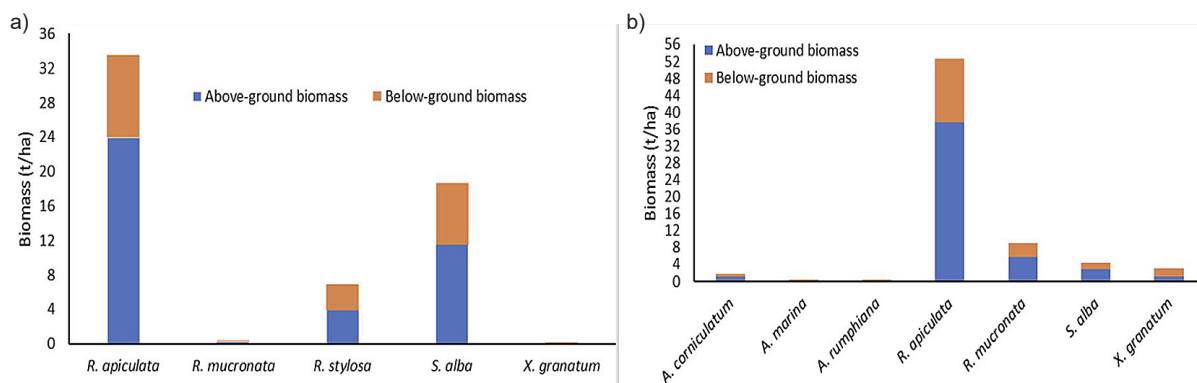 a)
36
32
28
24
20
16
12
8
4
0
Biomass (t/ha)
Above-ground biomass Below-ground biomass
R. apiculata R. mucronata R. stylosa S. alba X. granatum
b)
56
52
48
44
40
36
32
28
24
20
16
12
8
4
0
Biomass (t/ha)
Above-ground biomass
Below-ground biomass
A. corniculatum
A. marina
A. rumphiana
R. apiculata
R. mucronata
S. alba
X. granatum